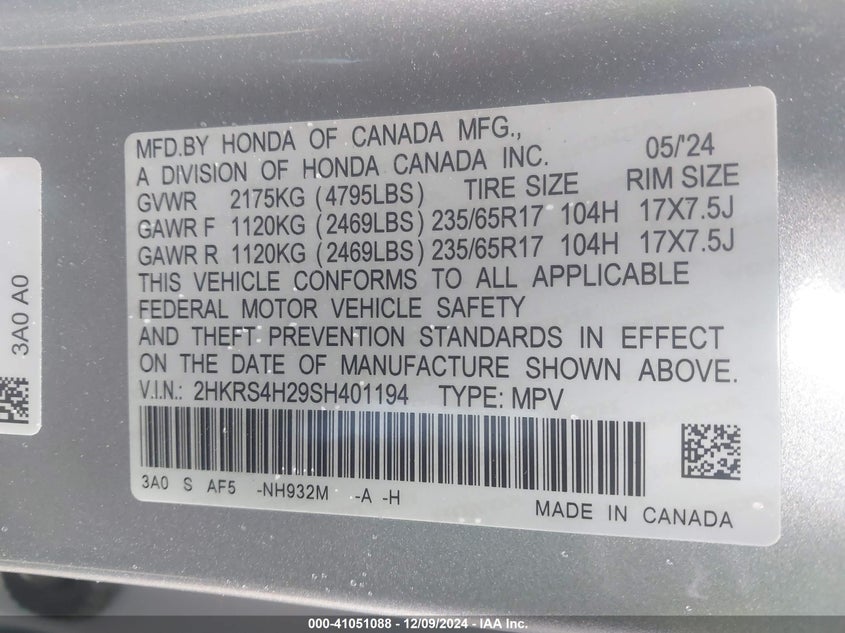 MFD.BY HONDA OF CANADA MFG.,
A DIVISION OF HONDA CANADA INC. 05/'24
GVWR 2175KG (4795LBS) TIRE SIZE RIM SIZE
GAWR F 1120KG (2469LBS) 235/65R17 104H 17X7.5J
GAWR R 1120KG (2469LBS) 235/65R17 104H 17X7.5J
THIS VEHICLE CONFORMS TO ALL APPLICABLE
FEDERAL MOTOR VEHICLE SAFETY
AND THEFT PREVENTION STANDARDS IN EFFECT
ON THE DATE OF MANUFACTURE SHOWN ABOVE.
V.I.N.: 2HKRS4H29SH401194 TYPE: MPV
3A0 S AF5 -NH932M -A -H
MADE IN CANADA
3A0 A0
000-41051088 - 12/09/2024 - IAA Inc.